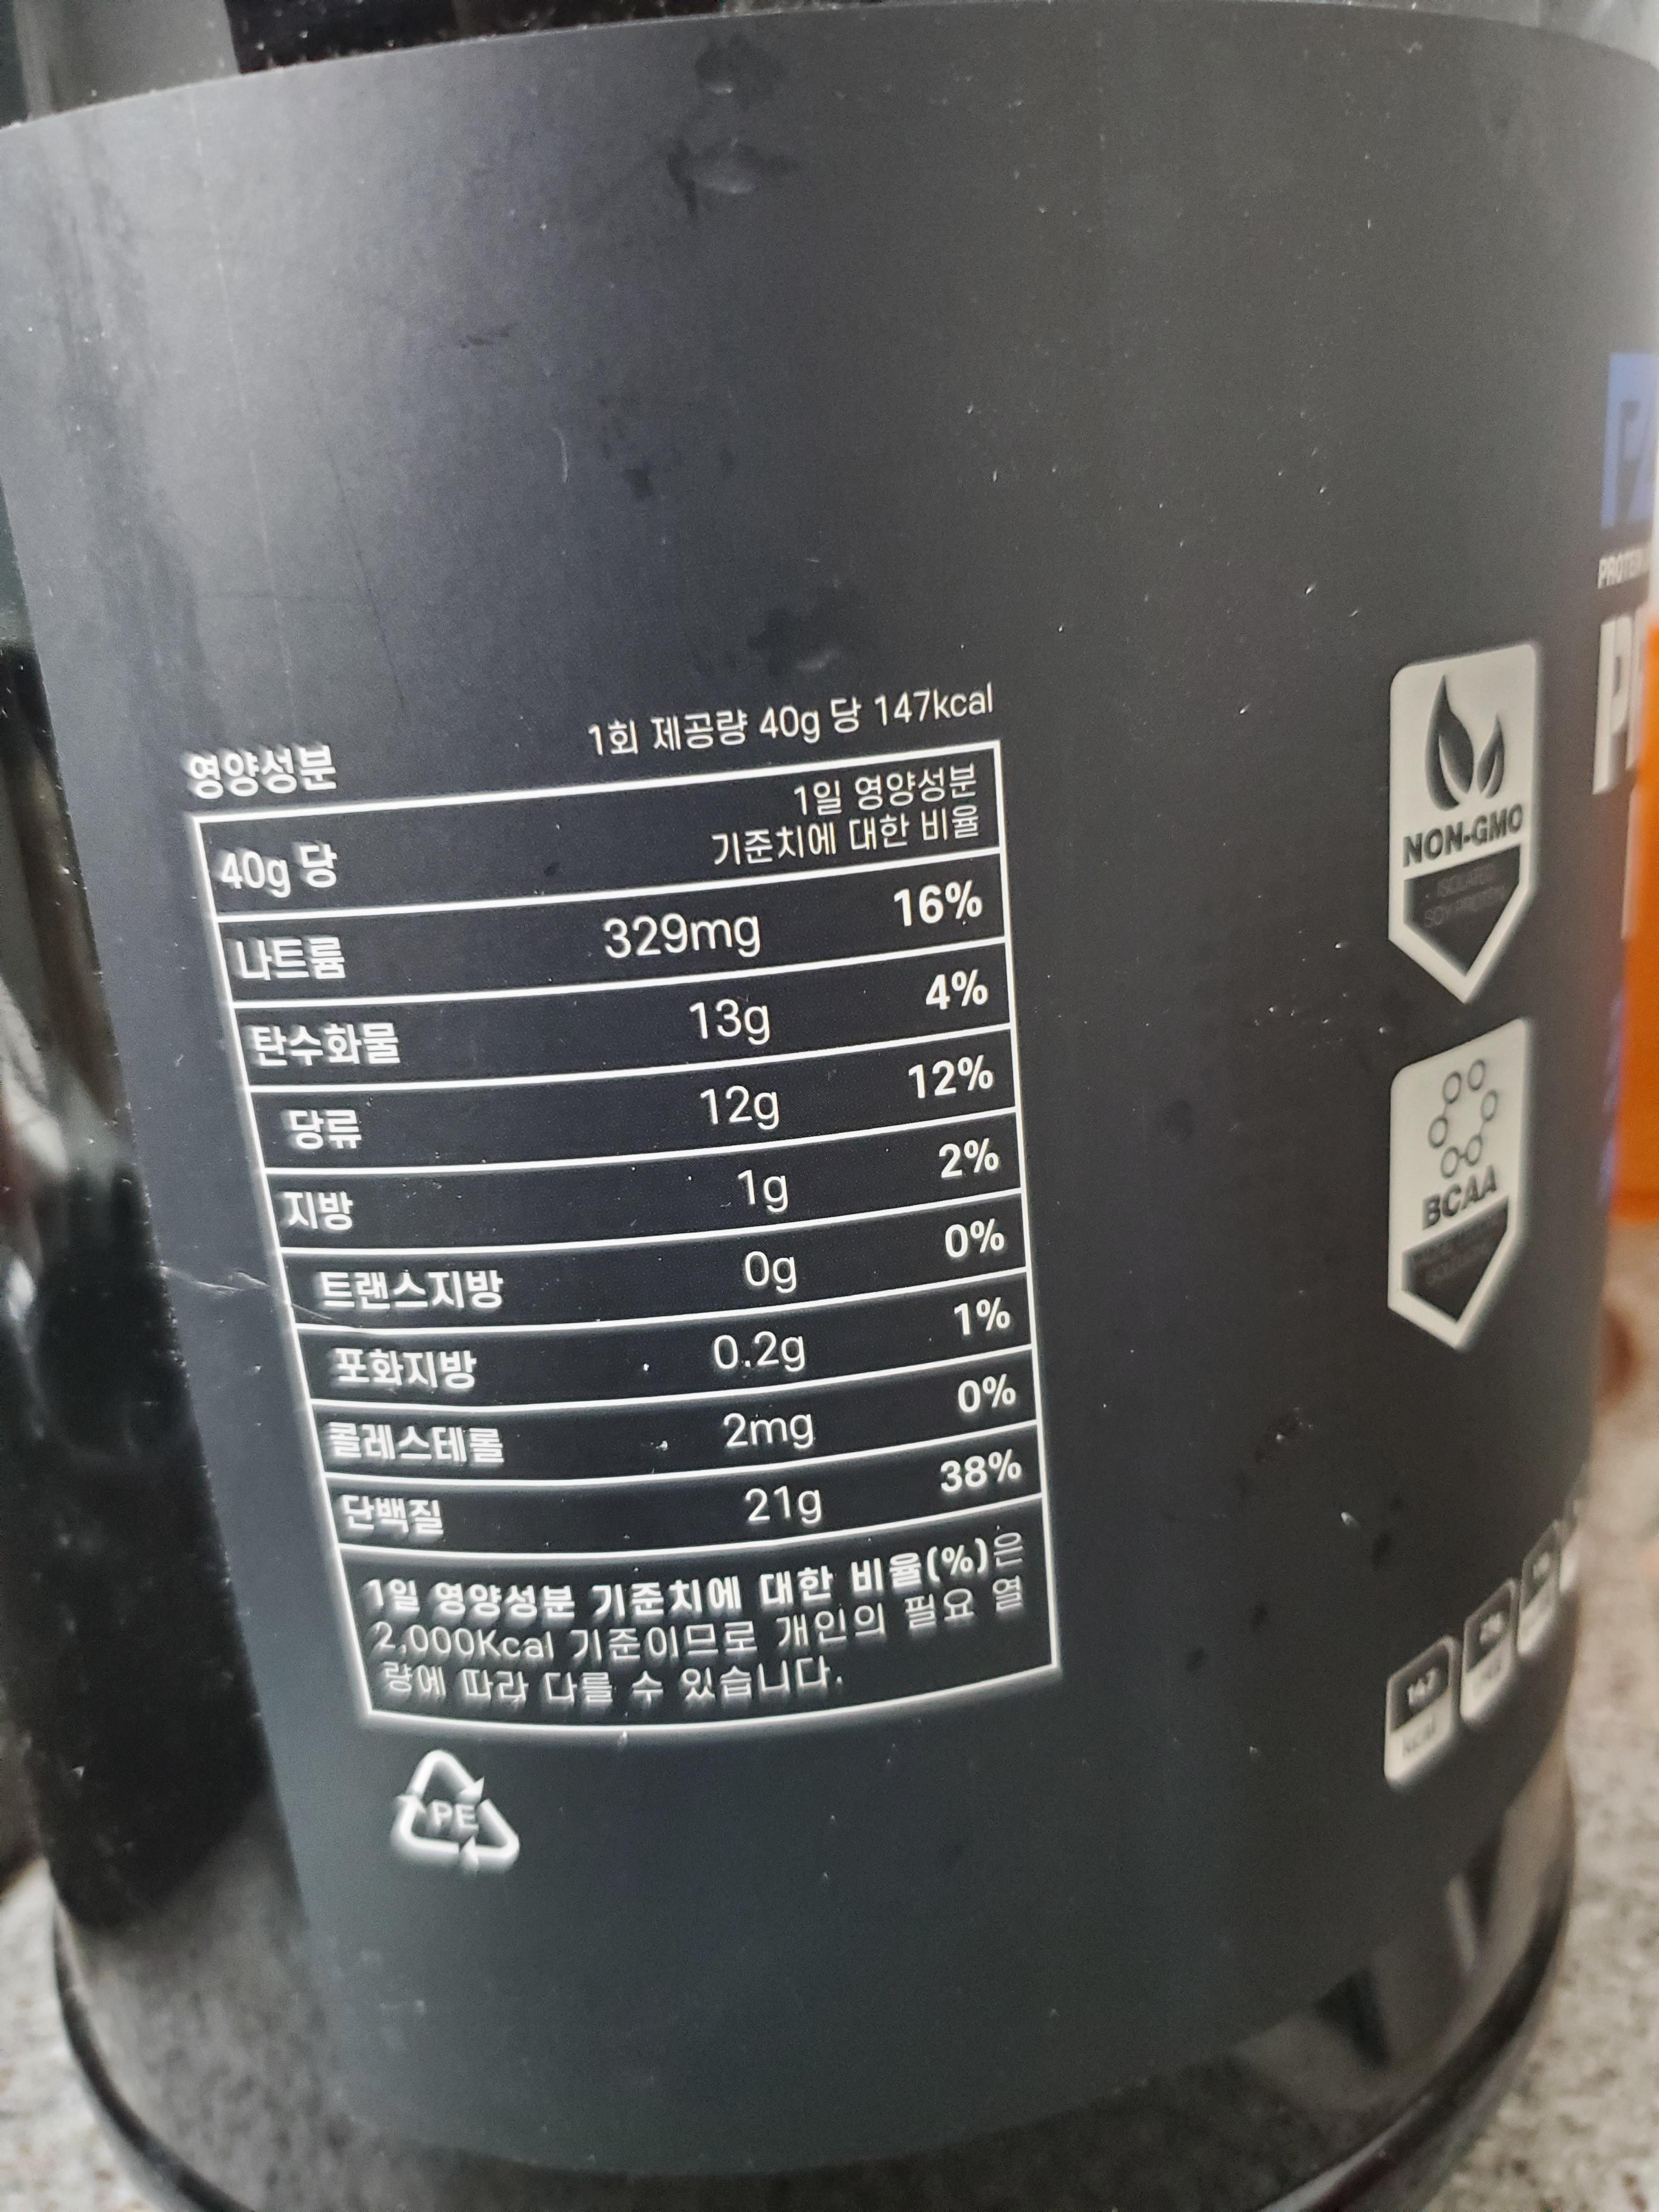 영양성분
1회 제공량 40g 당 147kcal
40g 당
1일 영양성분
기준치에 대한 비율
나트륨 329mg 16%
탄수화물 13g 4%
당류 12g 12%
지방 1g 2%
트랜스지방 0g 0%
포화지방 0.2g 1%
콜레스테롤 2mg 0%
단백질 21g 38%
1일 영양성분 기준치에 대한 비율(%)은
2,000Kcal 기준이므로 개인의 필요 열
량에 따라 다를 수 있습니다.
PE
NON-GMO
ISOLATED
SOY PROTEIN
BCAA
PROTEIN
147